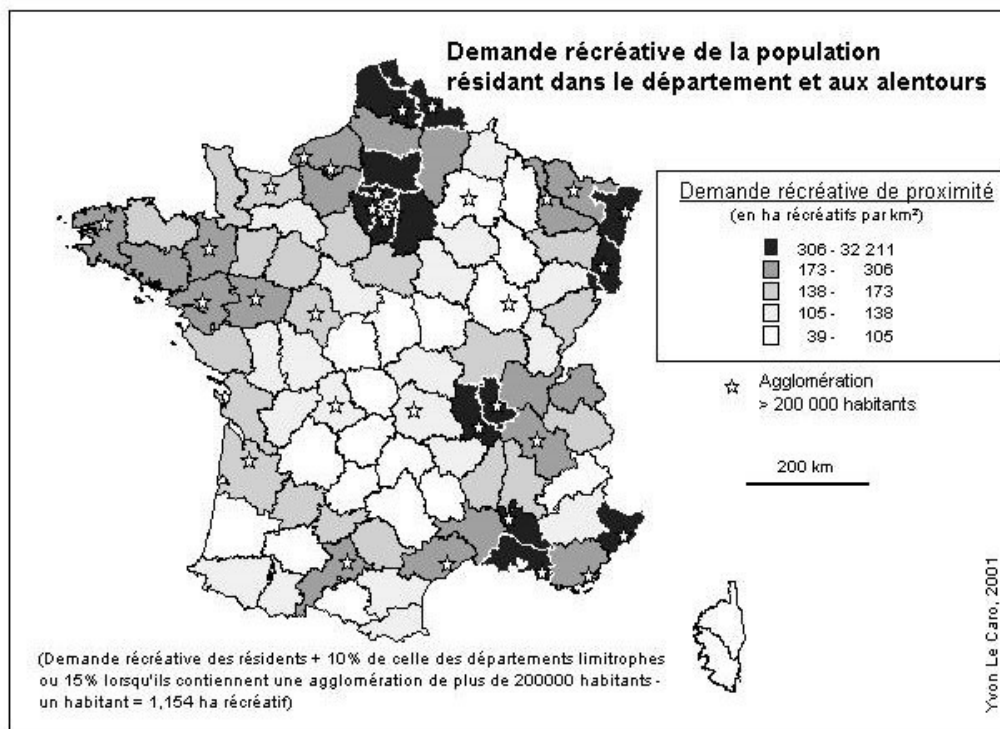 Demande récréative de la population
résidant dans le département et aux alentours
Demande récréative de proximité
(en ha récréatifs par km²)
306 - 32 211
173 - 306
138 - 173
105 - 138
39 - 105
Agglomération
> 200 000 habitants
200 km
(Demande récréative des résidents + 10% de celle des départements limitrophes
ou 15% lorsqu'ils contiennent une agglomération de plus de 200000 habitants -
un habitant = 1,154 ha récréatif)
Yvon Le Caro, 2001